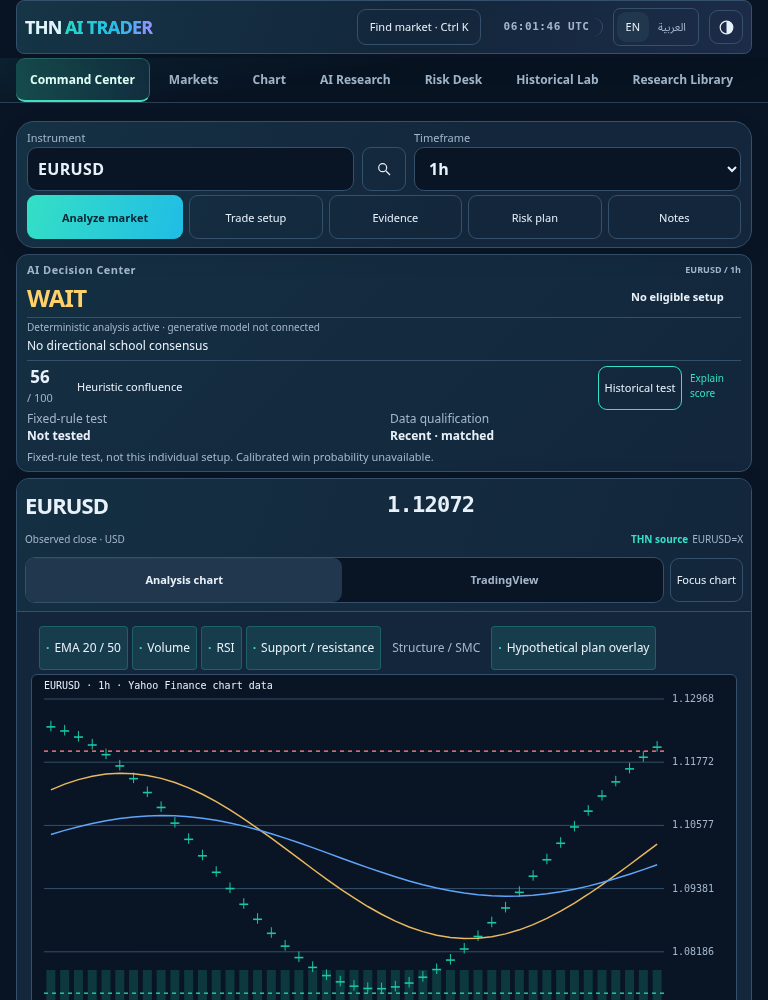 THN AI TRADER
Find market · Ctrl K
06:01:46 UTC
EN
العربية
Command Center
Markets
Chart
AI Research
Risk Desk
Historical Lab
Research Library
Instrument
Timeframe
EURUSD
1h
Analyze market
Trade setup
Evidence
Risk plan
Notes
AI Decision Center
EURUSD / 1h
WAIT
No eligible setup
Deterministic analysis active · generative model not connected
No directional school consensus
56
/ 100
Heuristic confluence
Historical test
Explain
score
Fixed-rule test
Data qualification
Not tested
Recent · matched
Fixed-rule test, not this individual setup. Calibrated win probability unavailable.
EURUSD
1.12072
Observed close · USD
THN source EURUSD=X
Analysis chart
TradingView
Focus chart
· EMA 20 / 50
· Volume
· RSI
· Support / resistance
Structure / SMC
· Hypothetical plan overlay
EURUSD · 1h · Yahoo Finance chart data
1.12968
1.11772
1.10577
1.09381
1.08186